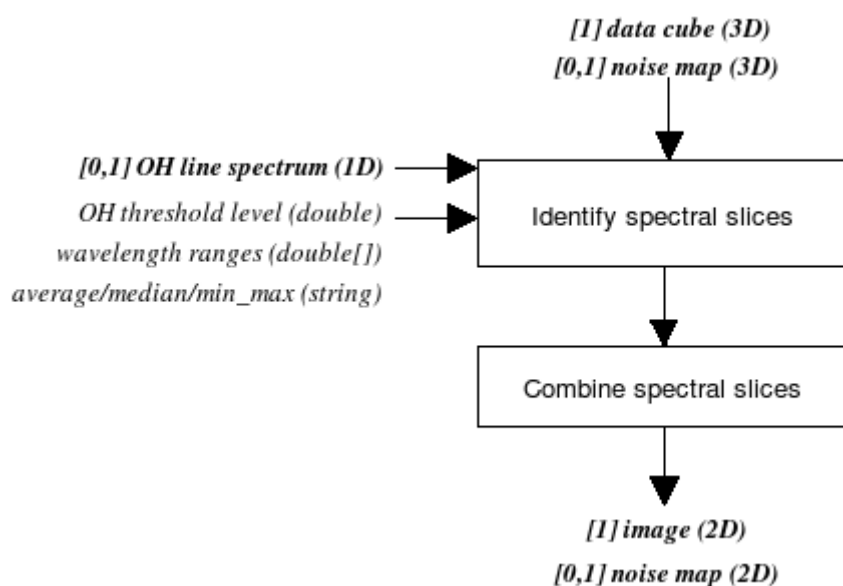 [1] data cube (3D)
[0,1] noise map (3D)
[0,1] OH line spectrum (1D)
OH threshold level (double)
wavelength ranges (double[])
average/median/min_max (string)
Identify spectral slices
Combine spectral slices
[1] image (2D)
[0,1] noise map (2D)